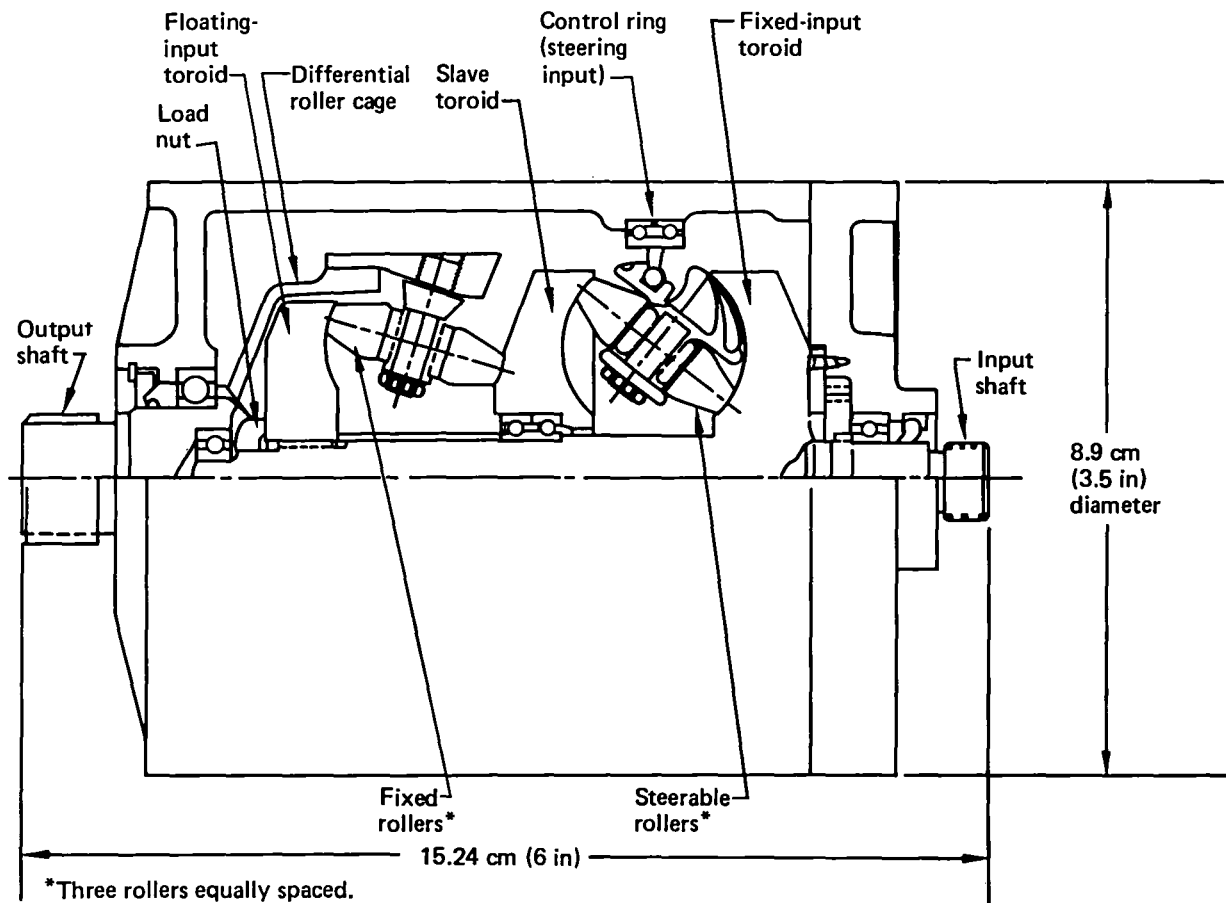 Floating-
input
toroid
Differential
roller cage
Load
nut
Slave
toroid
Control ring
(steering
input)
Fixed-input
toroid
Output
shaft
Input
shaft
8.9 cm
(3.5 in)
diameter
Fixed
rollers*
Steerable
rollers*
15.24 cm (6 in)
*Three rollers equally spaced.